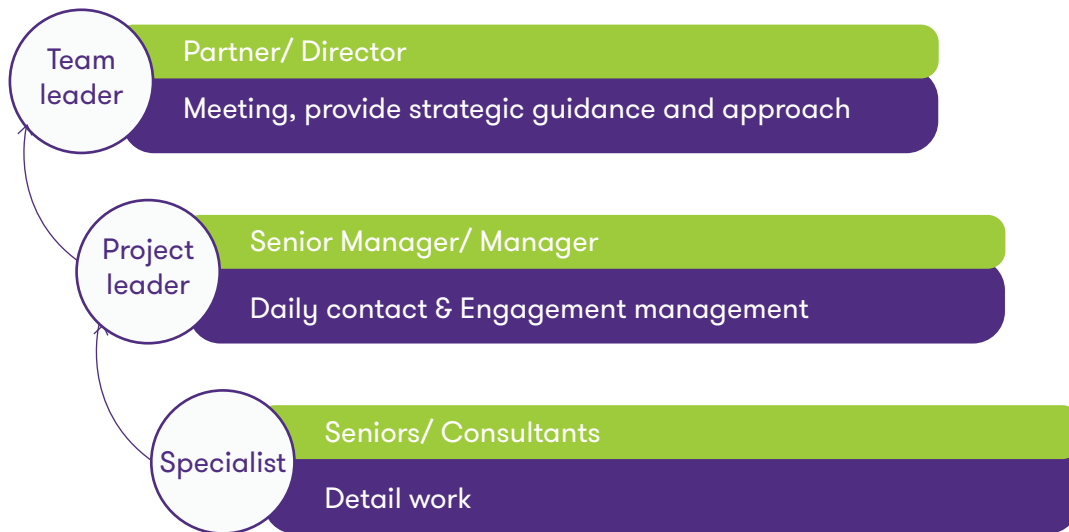 Team
leader
Partner/ Director
Meeting, provide strategic guidance and approach
Project
leader
Senior Manager/ Manager
Daily contact & Engagement management
Specialist
Seniors/ Consultants
Detail work